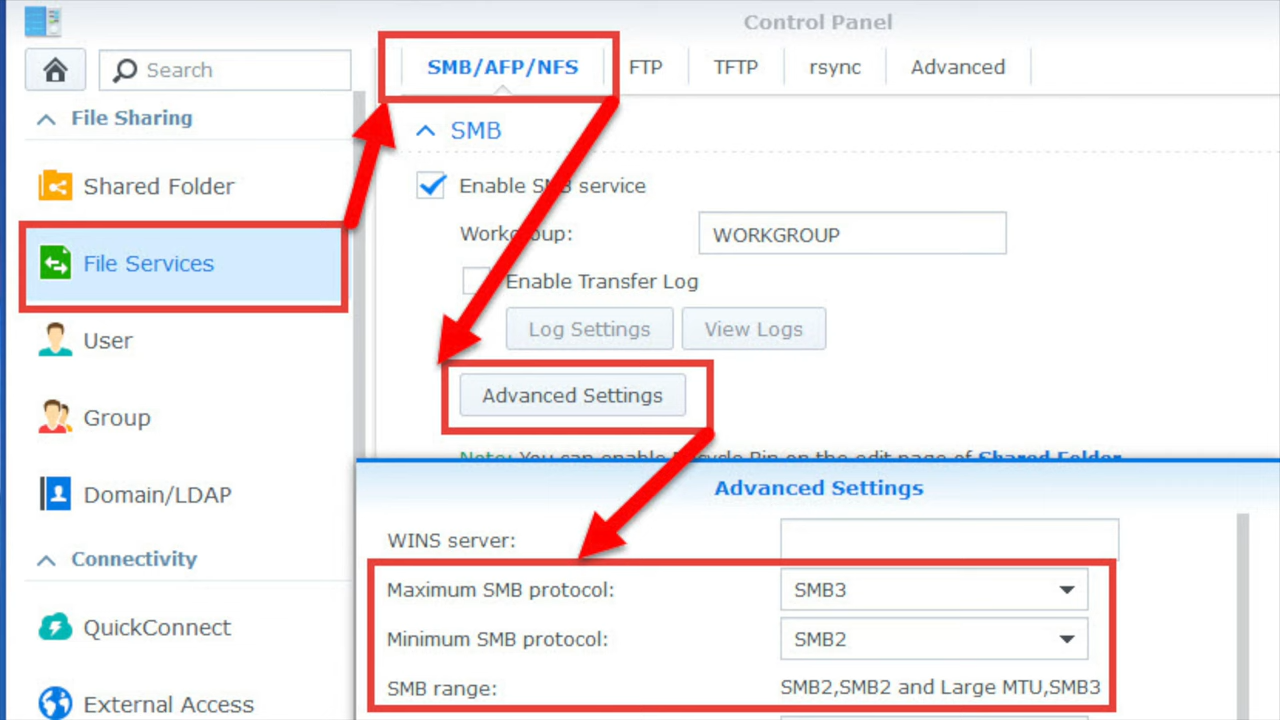 Control Panel
Search
SMB/AFP/NFS
FTP
TFTP
rsync
Advanced
File Sharing
Shared Folder
File Services
User
Group
Domain/LDAP
Connectivity
QuickConnect
External Access
SMB
Enable SMB service
Workgroup:
WORKGROUP
Enable Transfer Log
Log Settings
View Logs
Advanced Settings
Note: You can enable Recycle Bin on the edit page of Shared Folder
Advanced Settings
WINS server:
Maximum SMB protocol:
SMB3
Minimum SMB protocol:
SMB2
SMB range:
SMB2,SMB2 and Large MTU,SMB3